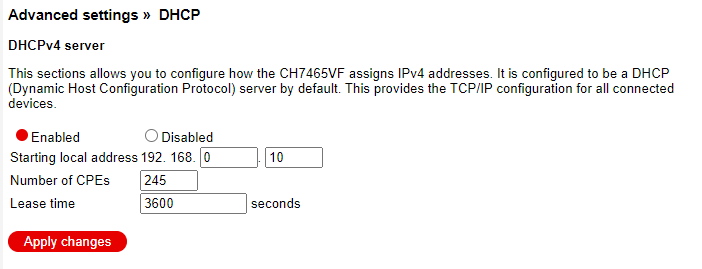 Advanced settings » DHCP
DHCPv4 server
This sections allows you to configure how the CH7465VF assigns IPv4 addresses. It is configured to be a DHCP
(Dynamic Host Configuration Protocol) server by default. This provides the TCP/IP configuration for all connected
devices.
Enabled Disabled
Starting local address 192. 168. 0 . 10
Number of CPEs 245
Lease time 3600 seconds
Apply changes